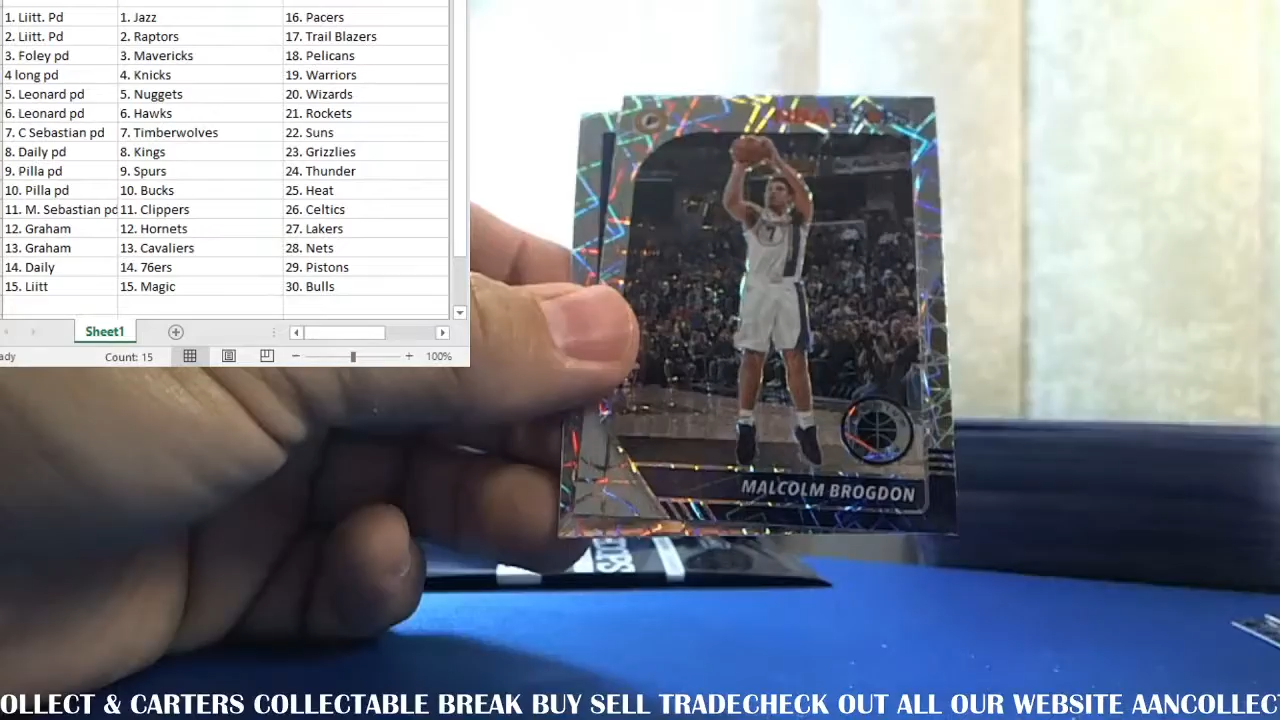 1. Liitt. Pd 1. Jazz 16. Pacers
2. Liitt. Pd 2. Raptors 17. Trail Blazers
3. Foley pd 3. Mavericks 18. Pelicans
4 long pd 4. Knicks 19. Warriors
5. Leonard pd 5. Nuggets 20. Wizards
6. Leonard pd 6. Hawks 21. Rockets
7. C Sebastian pd 7. Timberwolves 22. Suns
8. Daily pd 8. Kings 23. Grizzlies
9. Pilla pd 9. Spurs 24. Thunder
10. Pilla pd 10. Bucks 25. Heat
11. M. Sebastian pd 11. Clippers 26. Celtics
12. Graham 12. Hornets 27. Lakers
13. Graham 13. Cavaliers 28. Nets
14. Daily 14. 76ers 29. Pistons
15. Liitt 15. Magic 30. Bulls
Sheet1
ady Count: 15 100%
NBA HOOPS
7
MALCOLM BROGDON
OOPS
OLLECT & CARTERS COLLECTABLE BREAK BUY SELL TRADECHECK OUT ALL OUR WEBSITE AANCOLLEC